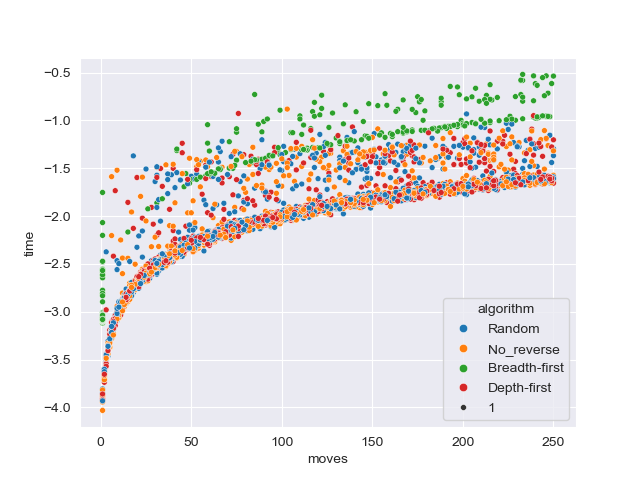 −0.5
−1.0
−1.5
−2.0
−2.5
−3.0
−3.5
−4.0
time
0
50
100
150
200
250
moves
algorithm
Random
No_reverse
Breadth-first
Depth-first
1